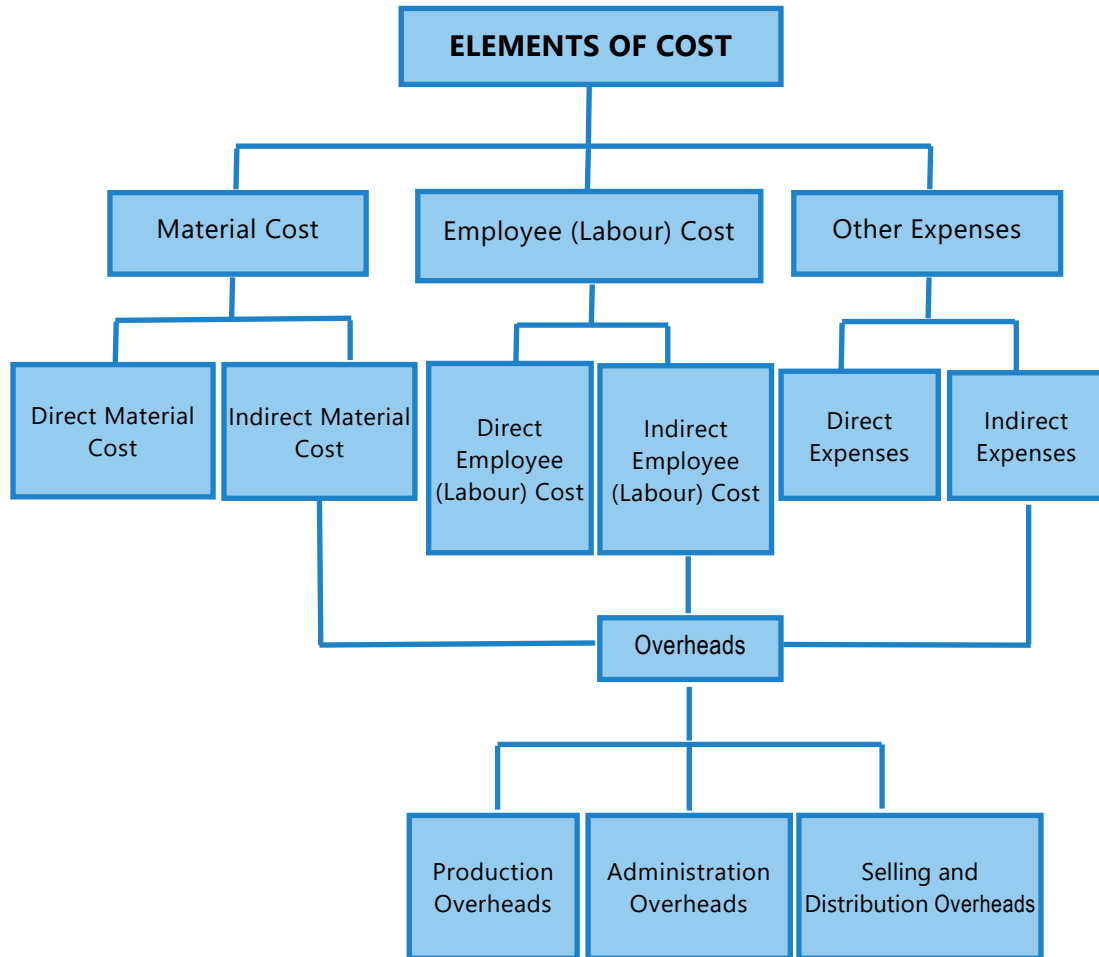 ELEMENTS OF COST
Material Cost
Employee (Labour) Cost
Other Expenses
Direct Material
Cost
Indirect Material
Cost
Direct
Employee
(Labour) Cost
Indirect
Employee
(Labour) Cost
Direct
Expenses
Indirect
Expenses
Overheads
Production
Overheads
Administration
Overheads
Selling and
Distribution Overheads